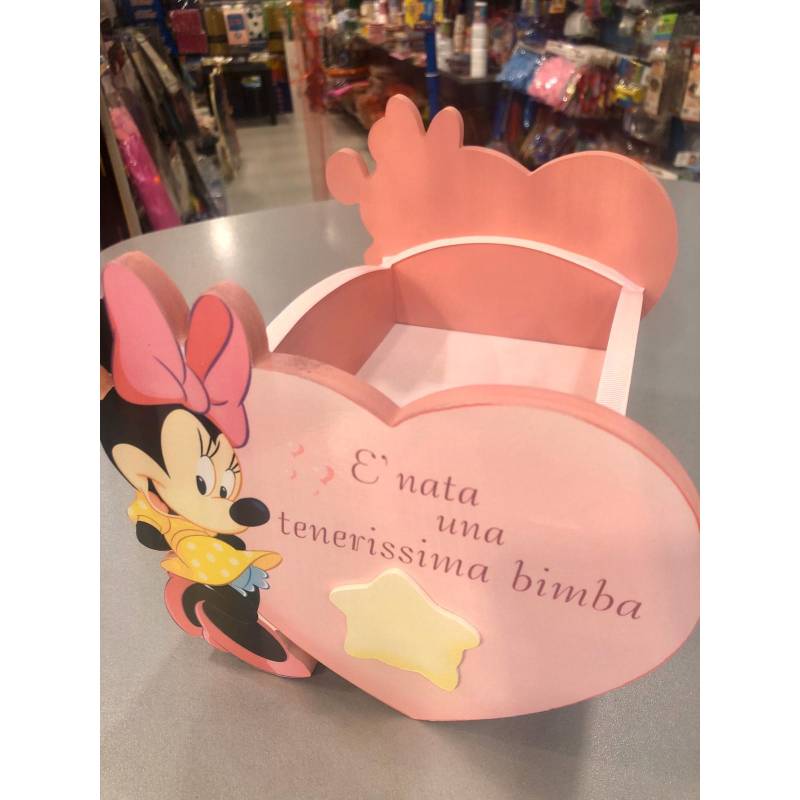 E' nata
una
tenerissima bimba